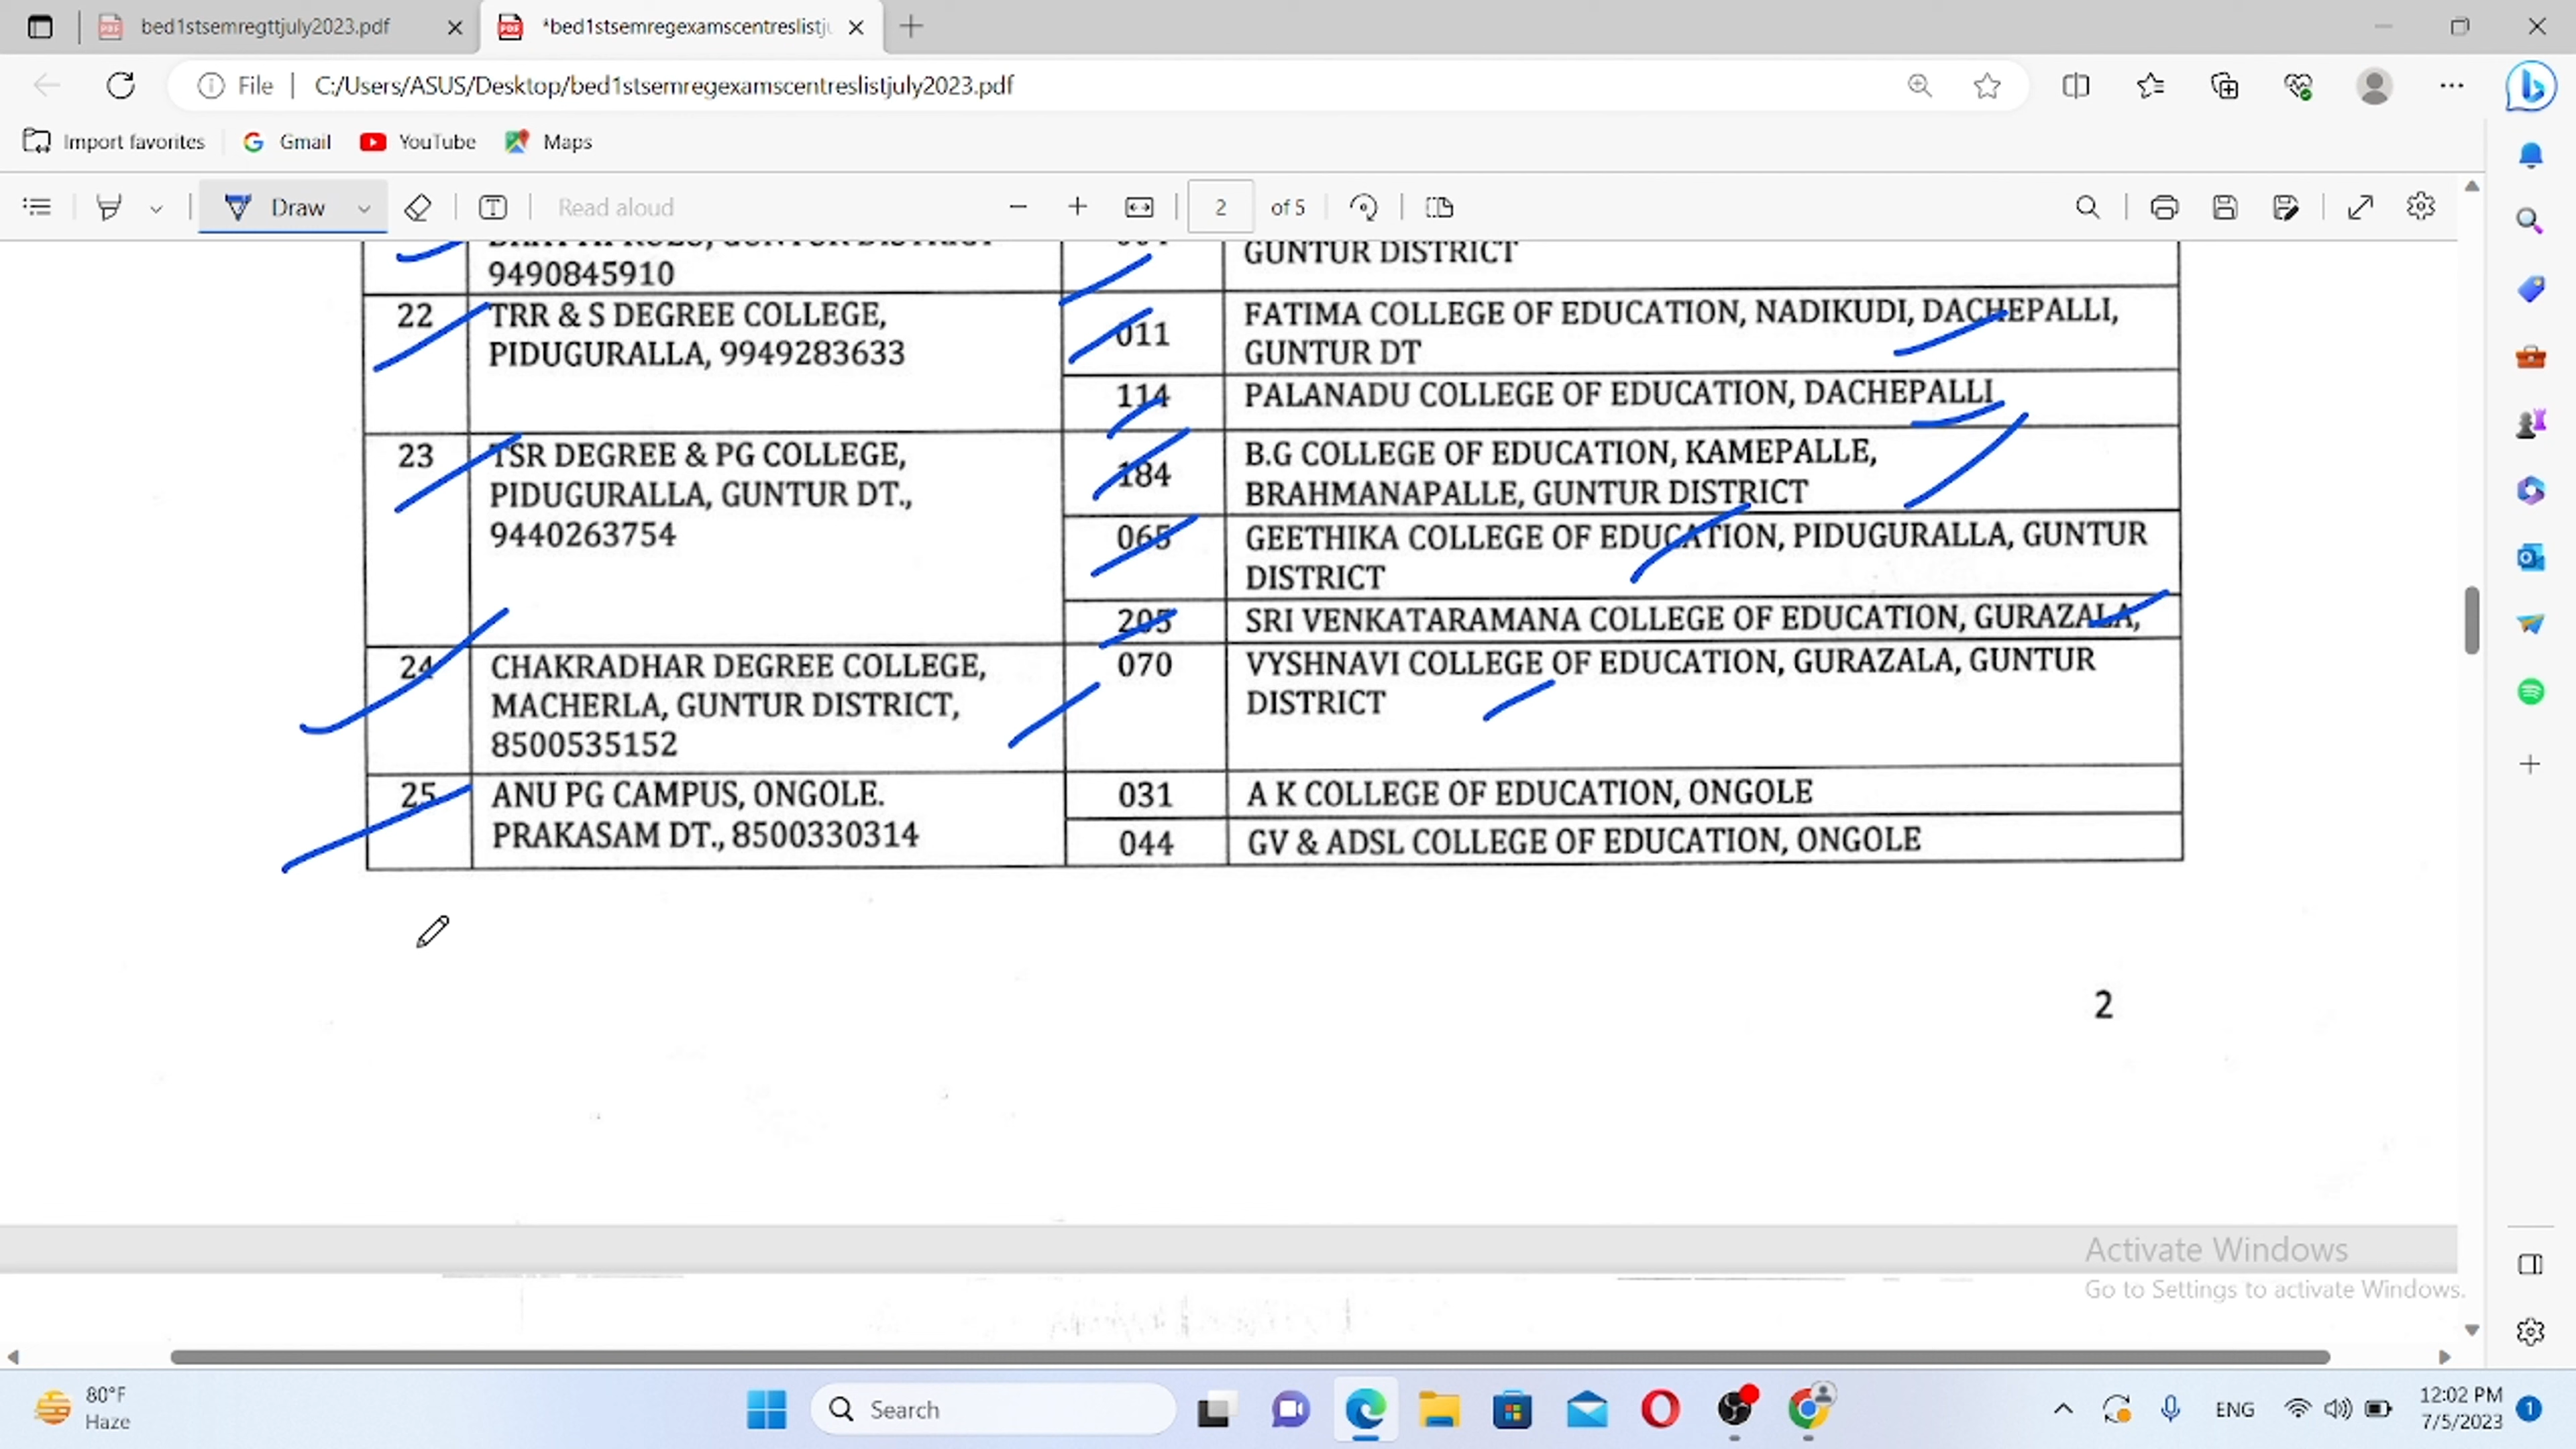 bed1stsemregttjuly2023.pdf
*bed1stsemregexamscentreslistju
File
C:/Users/ASUS/Desktop/bed1stsemregexamscentreslistjuly2023.pdf
Import favorites
Gmail
YouTube
Maps
Draw
Read aloud
2
of 5
9490845910
GUNTUR DISTRICT
22
TRR & S DEGREE COLLEGE,
PIDUGURALLA, 9949283633
011
FATIMA COLLEGE OF EDUCATION, NADIKUDI, DACHEPALLI,
GUNTUR DT
114
PALANADU COLLEGE OF EDUCATION, DACHEPALLI
23
TSR DEGREE & PG COLLEGE,
PIDUGURALLA, GUNTUR DT.,
9440263754
184
B.G COLLEGE OF EDUCATION, KAMEPALLE,
BRAHMANAPALLE, GUNTUR DISTRICT
065
GEETHIKA COLLEGE OF EDUCATION, PIDUGURALLA, GUNTUR
DISTRICT
205
SRI VENKATARAMANA COLLEGE OF EDUCATION, GURAZALA,
24
CHAKRADHAR DEGREE COLLEGE,
MACHERLA, GUNTUR DISTRICT,
8500535152
070
VYSHNAVI COLLEGE OF EDUCATION, GURAZALA, GUNTUR
DISTRICT
25
ANU PG CAMPUS, ONGOLE.
PRAKASAM DT., 8500330314
031
A K COLLEGE OF EDUCATION, ONGOLE
044
GV & ADSL COLLEGE OF EDUCATION, ONGOLE
2
Activate Windows
Go to Settings to activate Windows.
80°F
Haze
Search
ENG
12:02 PM
7/5/2023
1